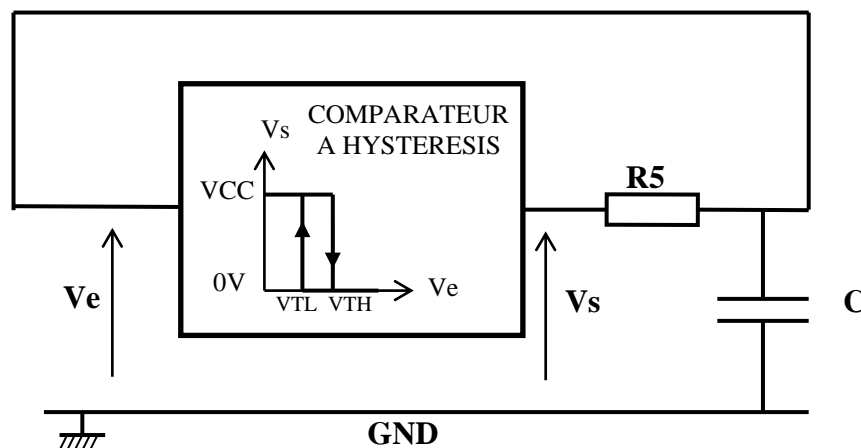 COMPARATEUR
A HYSTERESIS
Vs
R5
VCC
0V
Ve
VTL VTH
Ve
Vs
C
GND